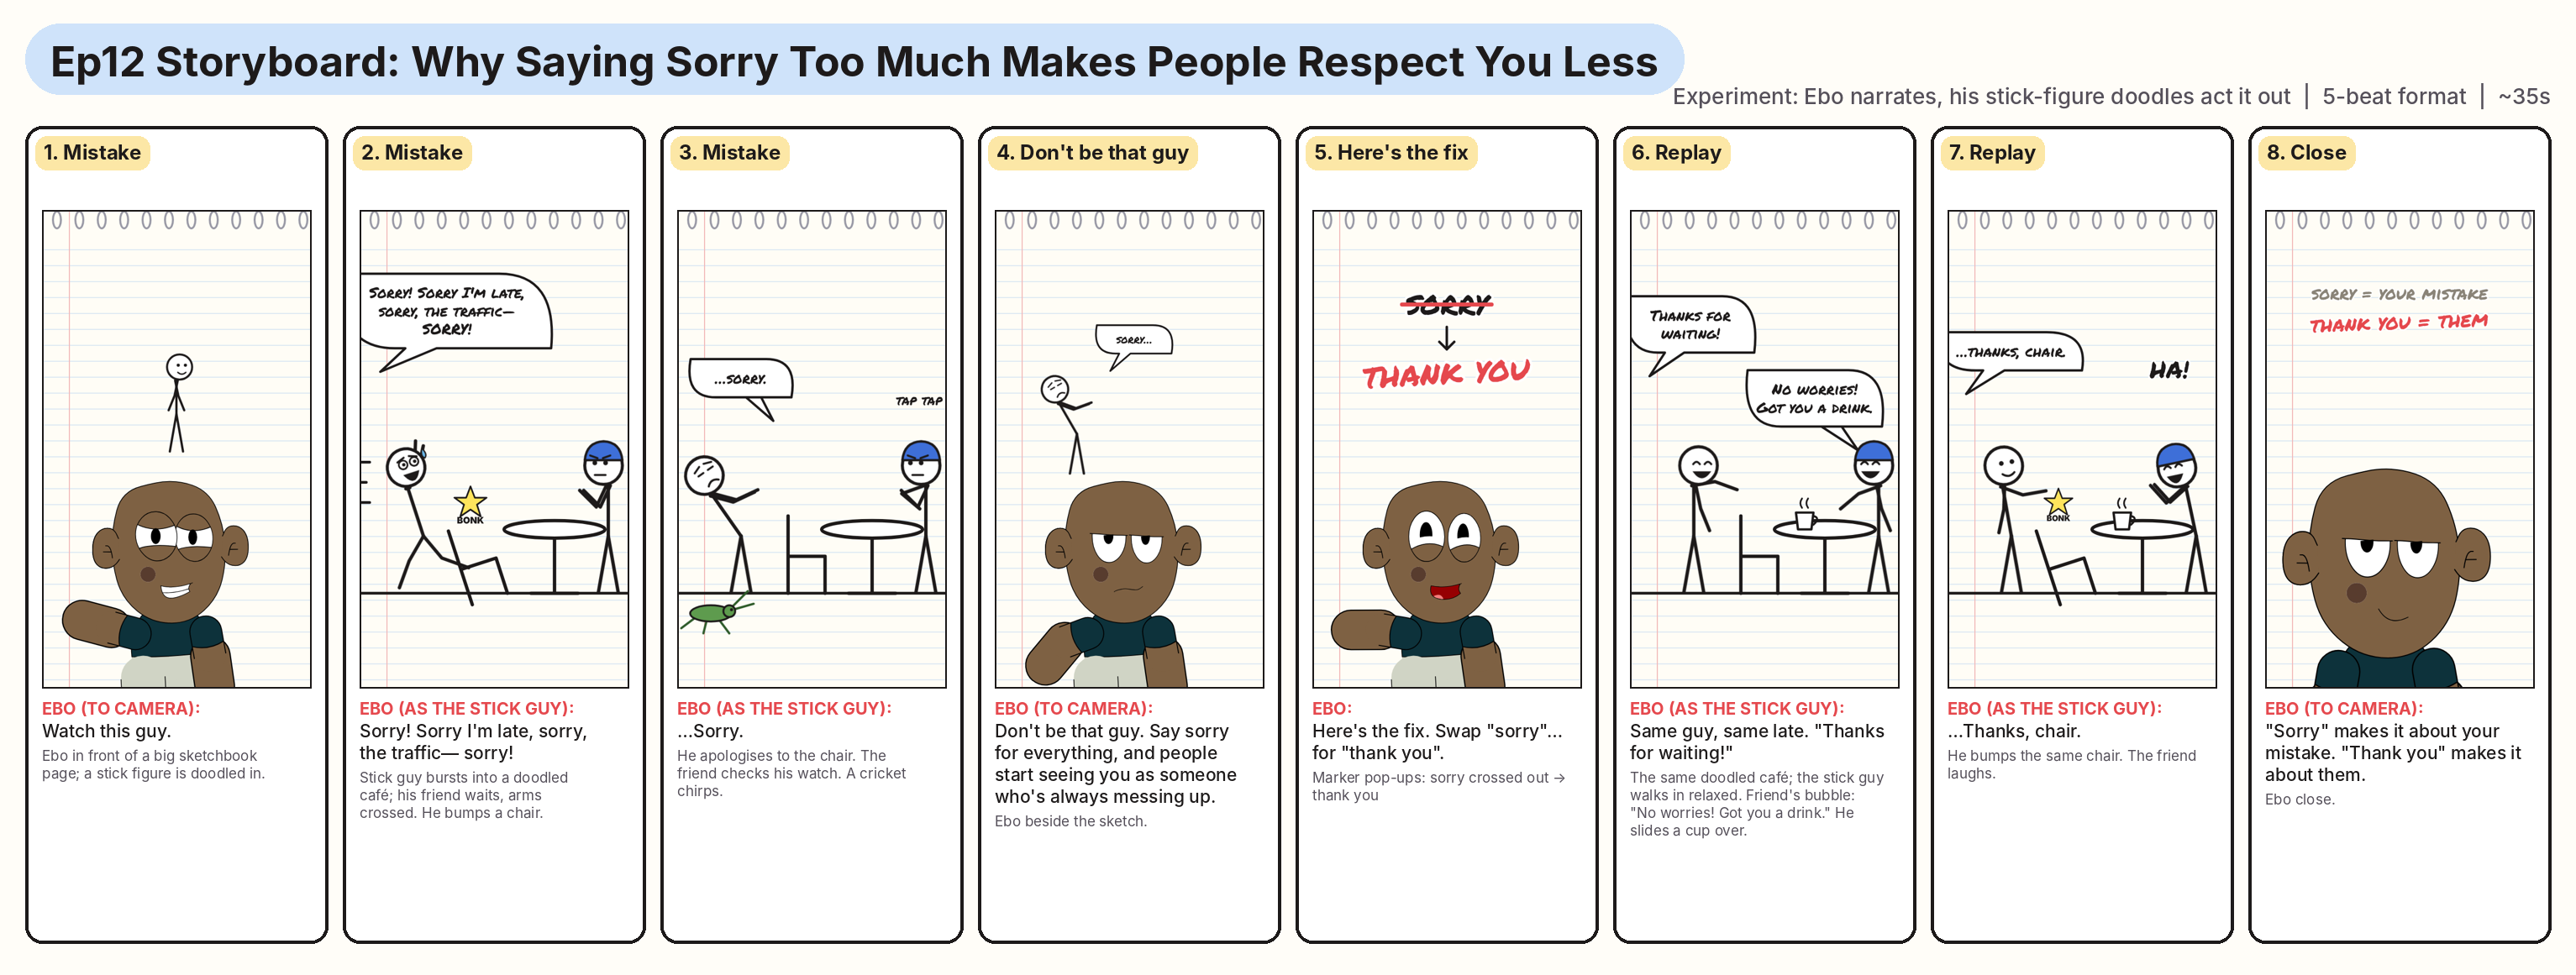 Ep12 Storyboard: Why Saying Sorry Too Much Makes People Respect You Less
Experiment: Ebo narrates, his stick-figure doodles act it out | 5-beat format | ~35s
1. Mistake
EBO (TO CAMERA):
Watch this guy.
Ebo in front of a big sketchbook
page; a stick figure is doodled in.
2. Mistake
SORRY! SORRY I'M LATE,
SORRY, THE TRAFFIC—
SORRY!
BONK
EBO (AS THE STICK GUY):
Sorry! Sorry I'm late, sorry,
the traffic— sorry!
Stick guy bursts into a doodled
café; his friend waits, arms
crossed. He bumps a chair.
3. Mistake
...SORRY.
TAP TAP
EBO (AS THE STICK GUY):
...Sorry.
He apologises to the chair. The
friend checks his watch. A cricket
chirps.
4. Don't be that guy
SORRY...
EBO (TO CAMERA):
Don't be that guy. Say sorry
for everything, and people
start seeing you as someone
who's always messing up.
Ebo beside the sketch.
5. Here's the fix
SORRY
↓
THANK YOU
EBO:
Here's the fix. Swap "sorry"...
for "thank you".
Marker pop-ups: sorry crossed out →
thank you
6. Replay
THANKS FOR
WAITING!
NO WORRIES!
GOT YOU A DRINK.
EBO (AS THE STICK GUY):
Same guy, same late. "Thanks
for waiting!"
The same doodled café; the stick guy
walks in relaxed. Friend's bubble:
"No worries! Got you a drink." He
slides a cup over.
7. Replay
...THANKS, CHAIR.
HA!
BONK
EBO (AS THE STICK GUY):
...Thanks, chair.
He bumps the same chair. The friend
laughs.
8. Close
SORRY = YOUR MISTAKE
THANK YOU = THEM
EBO (TO CAMERA):
"Sorry" makes it about your
mistake. "Thank you" makes it
about them.
Ebo close.